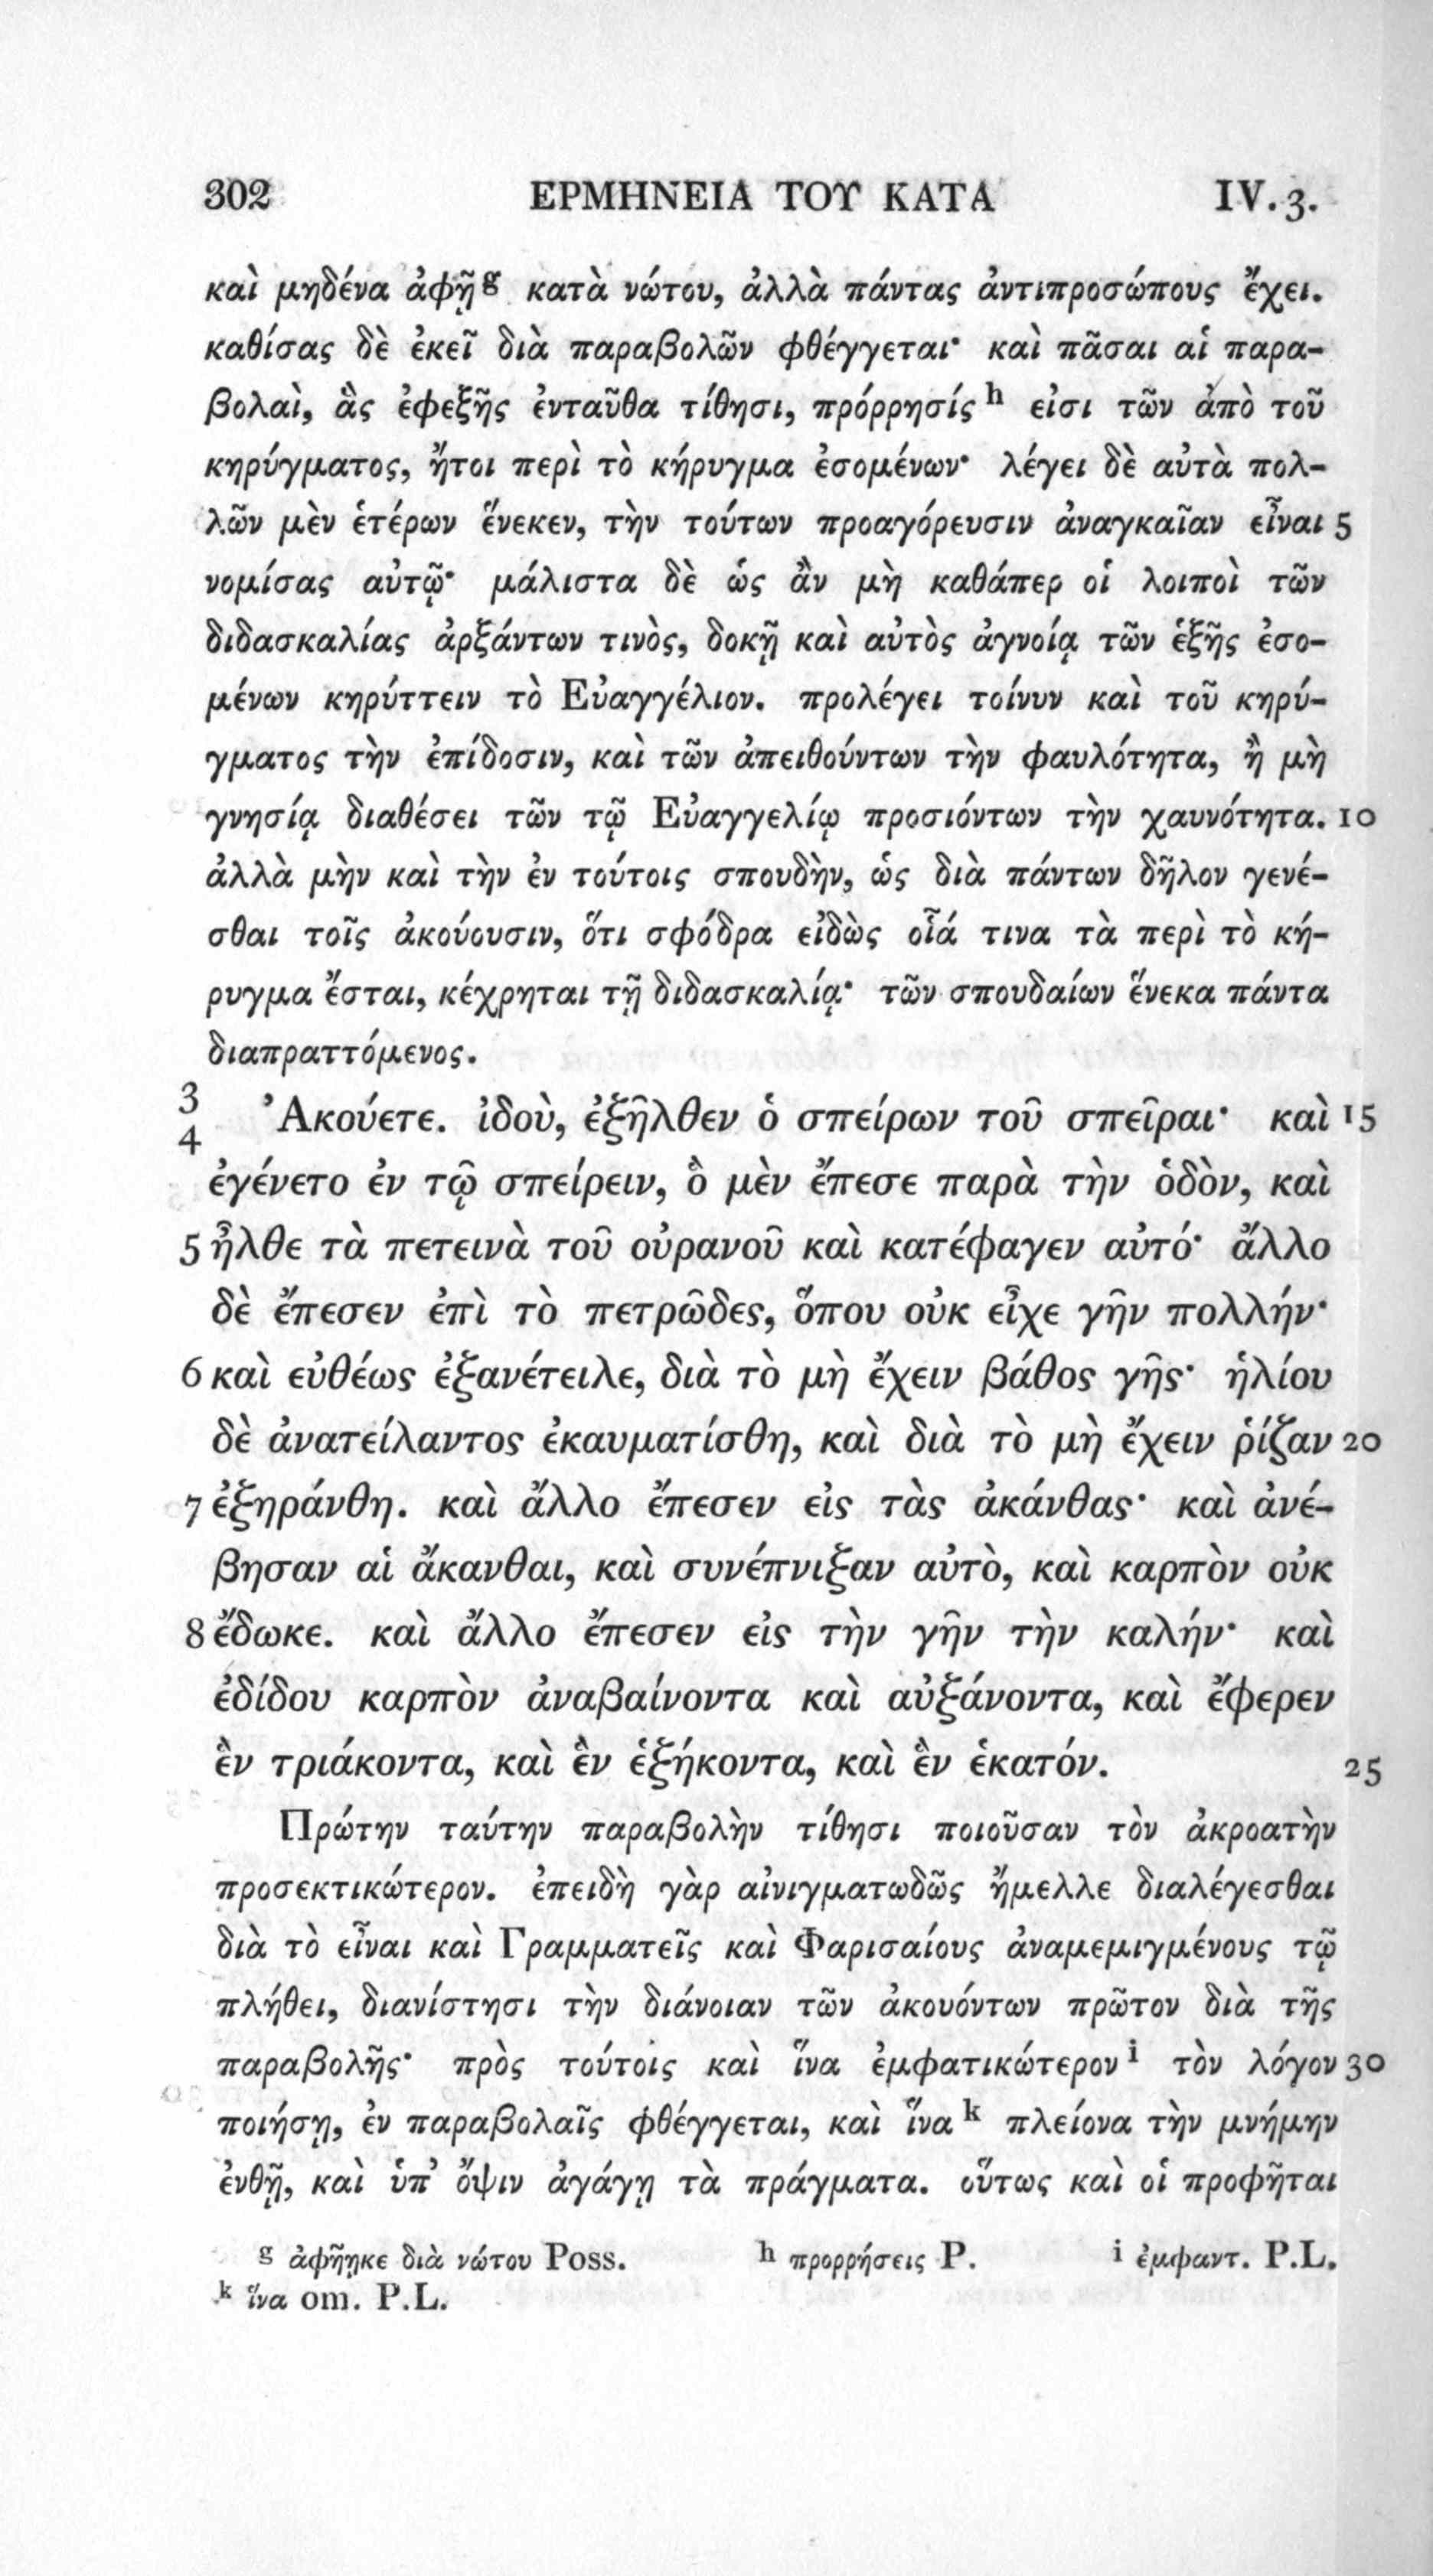 302 ΕΡΜΗΝΕΙΑ ΤΟΥ ΚΑΤΑ IV. 3.
καὶ μηδένα ἀφῇ g κατὰ νώτου, ἀλλὰ πάντας ἀντιπροσώπους ἔχει.
καθίσας δὲ ἐκεῖ διὰ παραβολῶν φθέγγεται· καὶ πᾶσαι αἱ παρα-
βολαὶ, ἃς ἐφεξῆς ἐνταῦθα τίθησι, πρόρρησίς h εἰσι τῶν ἀπὸ τοῦ
κηρύγματος, ἤτοι περὶ τὸ κήρυγμα ἐσομένων· λέγει δὲ αὐτὰ πολ-
λῶν μὲν ἑτέρων ἕνεκεν, τὴν τούτων προαγόρευσιν ἀναγκαῖαν εἶναι 5
νομίσας αὐτῷ· μάλιστα δὲ ὡς ἂν μὴ καθάπερ οἱ λοιποὶ τῶν
διδασκαλίας ἀρξάντων τινὸς, δοκῇ καὶ αὐτὸς ἀγνοίᾳ τῶν ἑξῆς ἐσο-
μένων κηρύττειν τὸ Εὐαγγέλιον. προλέγει τοίνυν καὶ τοῦ κηρύ-
γματος τὴν ἐπίδοσιν, καὶ τῶν ἀπειθούντων τὴν φαυλότητα, ἢ μὴ
γνησίᾳ διαθέσει τῶν τῷ Εὐαγγελίῳ προσιόντων τὴν χαυνότητα. 10
ἀλλὰ μὴν καὶ τὴν ἐν τούτοις σπουδὴν, ὡς διὰ πάντων δῆλον γενέ-
σθαι τοῖς ἀκούουσιν, ὅτι σφόδρα εἰδὼς οἷά τινα τὰ περὶ τὸ κή-
ρυγμα ἔσται, κέχρηται τῇ διδασκαλίᾳ· τῶν σπουδαίων ἕνεκα πάντα
διαπραττόμενος.
3 4 Ἀκούετε. ἰδοὺ, ἐξῆλθεν ὁ σπείρων τοῦ σπεῖραι· καὶ 15
ἐγένετο ἐν τῷ σπείρειν, ὃ μὲν ἔπεσε παρὰ τὴν ὁδὸν, καὶ
5 ἦλθε τὰ πετεινὰ τοῦ οὐρανοῦ καὶ κατέφαγεν αὐτό· ἄλλο
δὲ ἔπεσεν ἐπὶ τὸ πετρῶδες, ὅπου οὐκ εἶχε γῆν πολλήν·
6 καὶ εὐθέως ἐξανέτειλε, διὰ τὸ μὴ ἔχειν βάθος γῆς· ἡλίου
δὲ ἀνατείλαντος ἐκαυματίσθη, καὶ διὰ τὸ μὴ ἔχειν ῥίζαν 20
7 ἐξηράνθη. καὶ ἄλλο ἔπεσεν εἰς τὰς ἀκάνθας· καὶ ἀνέ-
βησαν αἱ ἄκανθαι, καὶ συνέπνιξαν αὐτὸ, καὶ καρπὸν οὐκ
8 ἔδωκε. καὶ ἄλλο ἔπεσεν εἰς τὴν γῆν τὴν καλήν· καὶ
ἐδίδου καρπὸν ἀναβαίνοντα καὶ αὐξάνοντα, καὶ ἔφερεν
ἓν τριάκοντα, καὶ ἓν ἑξήκοντα, καὶ ἓν ἑκατόν. 25
Πρώτην ταύτην παραβολὴν τίθησι ποιοῦσαν τὸν ἀκροατὴν
προσεκτικώτερον. ἐπειδὴ γὰρ αἰνιγματωδῶς ἤμελλε διαλέγεσθαι
διὰ τὸ εἶναι καὶ Γραμματεῖς καὶ Φαρισαίους ἀναμεμιγμένους τῷ
πλήθει, διανίστησι τὴν διάνοιαν τῶν ἀκουόντων πρῶτον διὰ τῆς
παραβολῆς· πρὸς τούτοις καὶ ἵνα ἐμφατικώτερον i τὸν λόγον 30
ποιήσῃ, ἐν παραβολαῖς φθέγγεται, καὶ ἵνα k πλείονα τὴν μνήμην
ἐνθῇ, καὶ ὑπ' ὄψιν ἀγάγῃ τὰ πράγματα. οὕτως καὶ οἱ προφῆται
g ἀφῇηκε διὰ νώτου Poss. h προρρήσεις P. i ἐμφαντ. P.L.
k ἵνα om. P.L.